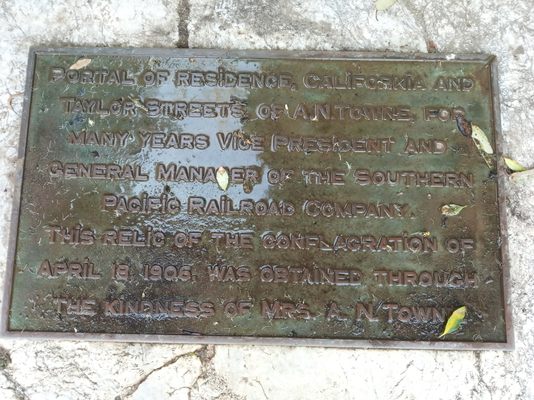 PORTAL OF RESIDENCE, CALIFORNIA AND
TAYLOR STREETS, OF A.N. TOWNE, FOR
MANY YEARS VICE PRESIDENT AND
GENERAL MANAGER OF THE SOUTHERN
PACIFIC RAILROAD COMPANY.
THIS RELIC OF THE CONFLAGRATION OF
APRIL 18, 1906, WAS OBTAINED THROUGH
THE KINDNESS OF MRS. A. N. TOWNE